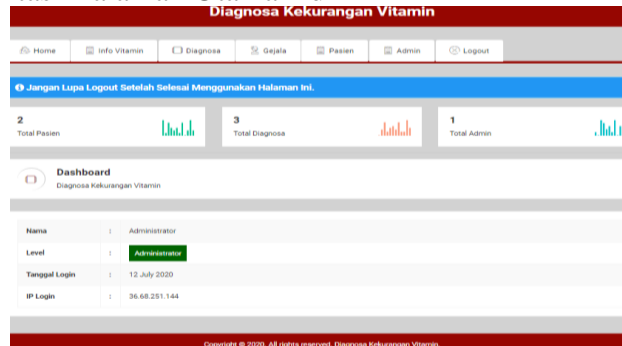 Diagnosa Kekurangan Vitamin
Home Info Vitamin Diagnosa Gejala Pasien Admin Logout
Jangan Lupa Logout Setelah Selesai Menggunakan Halaman Ini.
2 3 1
Total Pasien Total Diagnosa Total Admin
Dashboard
Diagnosa Kekurangan Vitamin
Nama : Administrator
Level : Administrator
Tanggal Login : 12 July 2020
IP Login : 36.68.251.144
Copyright © 2020. All rights reserved. Diagnosa Kekurangan Vitamin